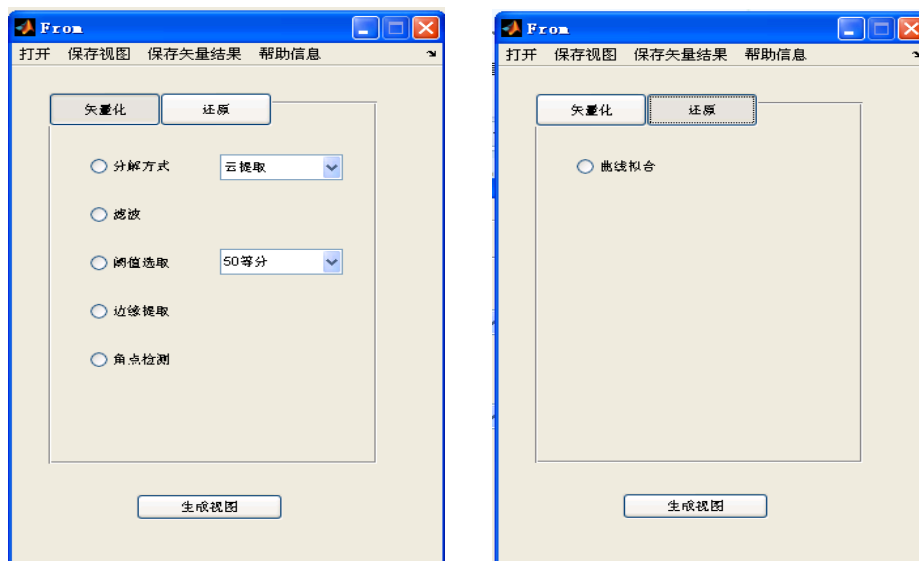 From
打开 保存视图 保存矢量结果 帮助信息
矢量化 还原
分解方式 云提取
滤波
阈值选取 50等分
边缘提取
角点检测
生成视图
From
打开 保存视图 保存矢量结果 帮助信息
矢量化 还原
曲线拟合
生成视图